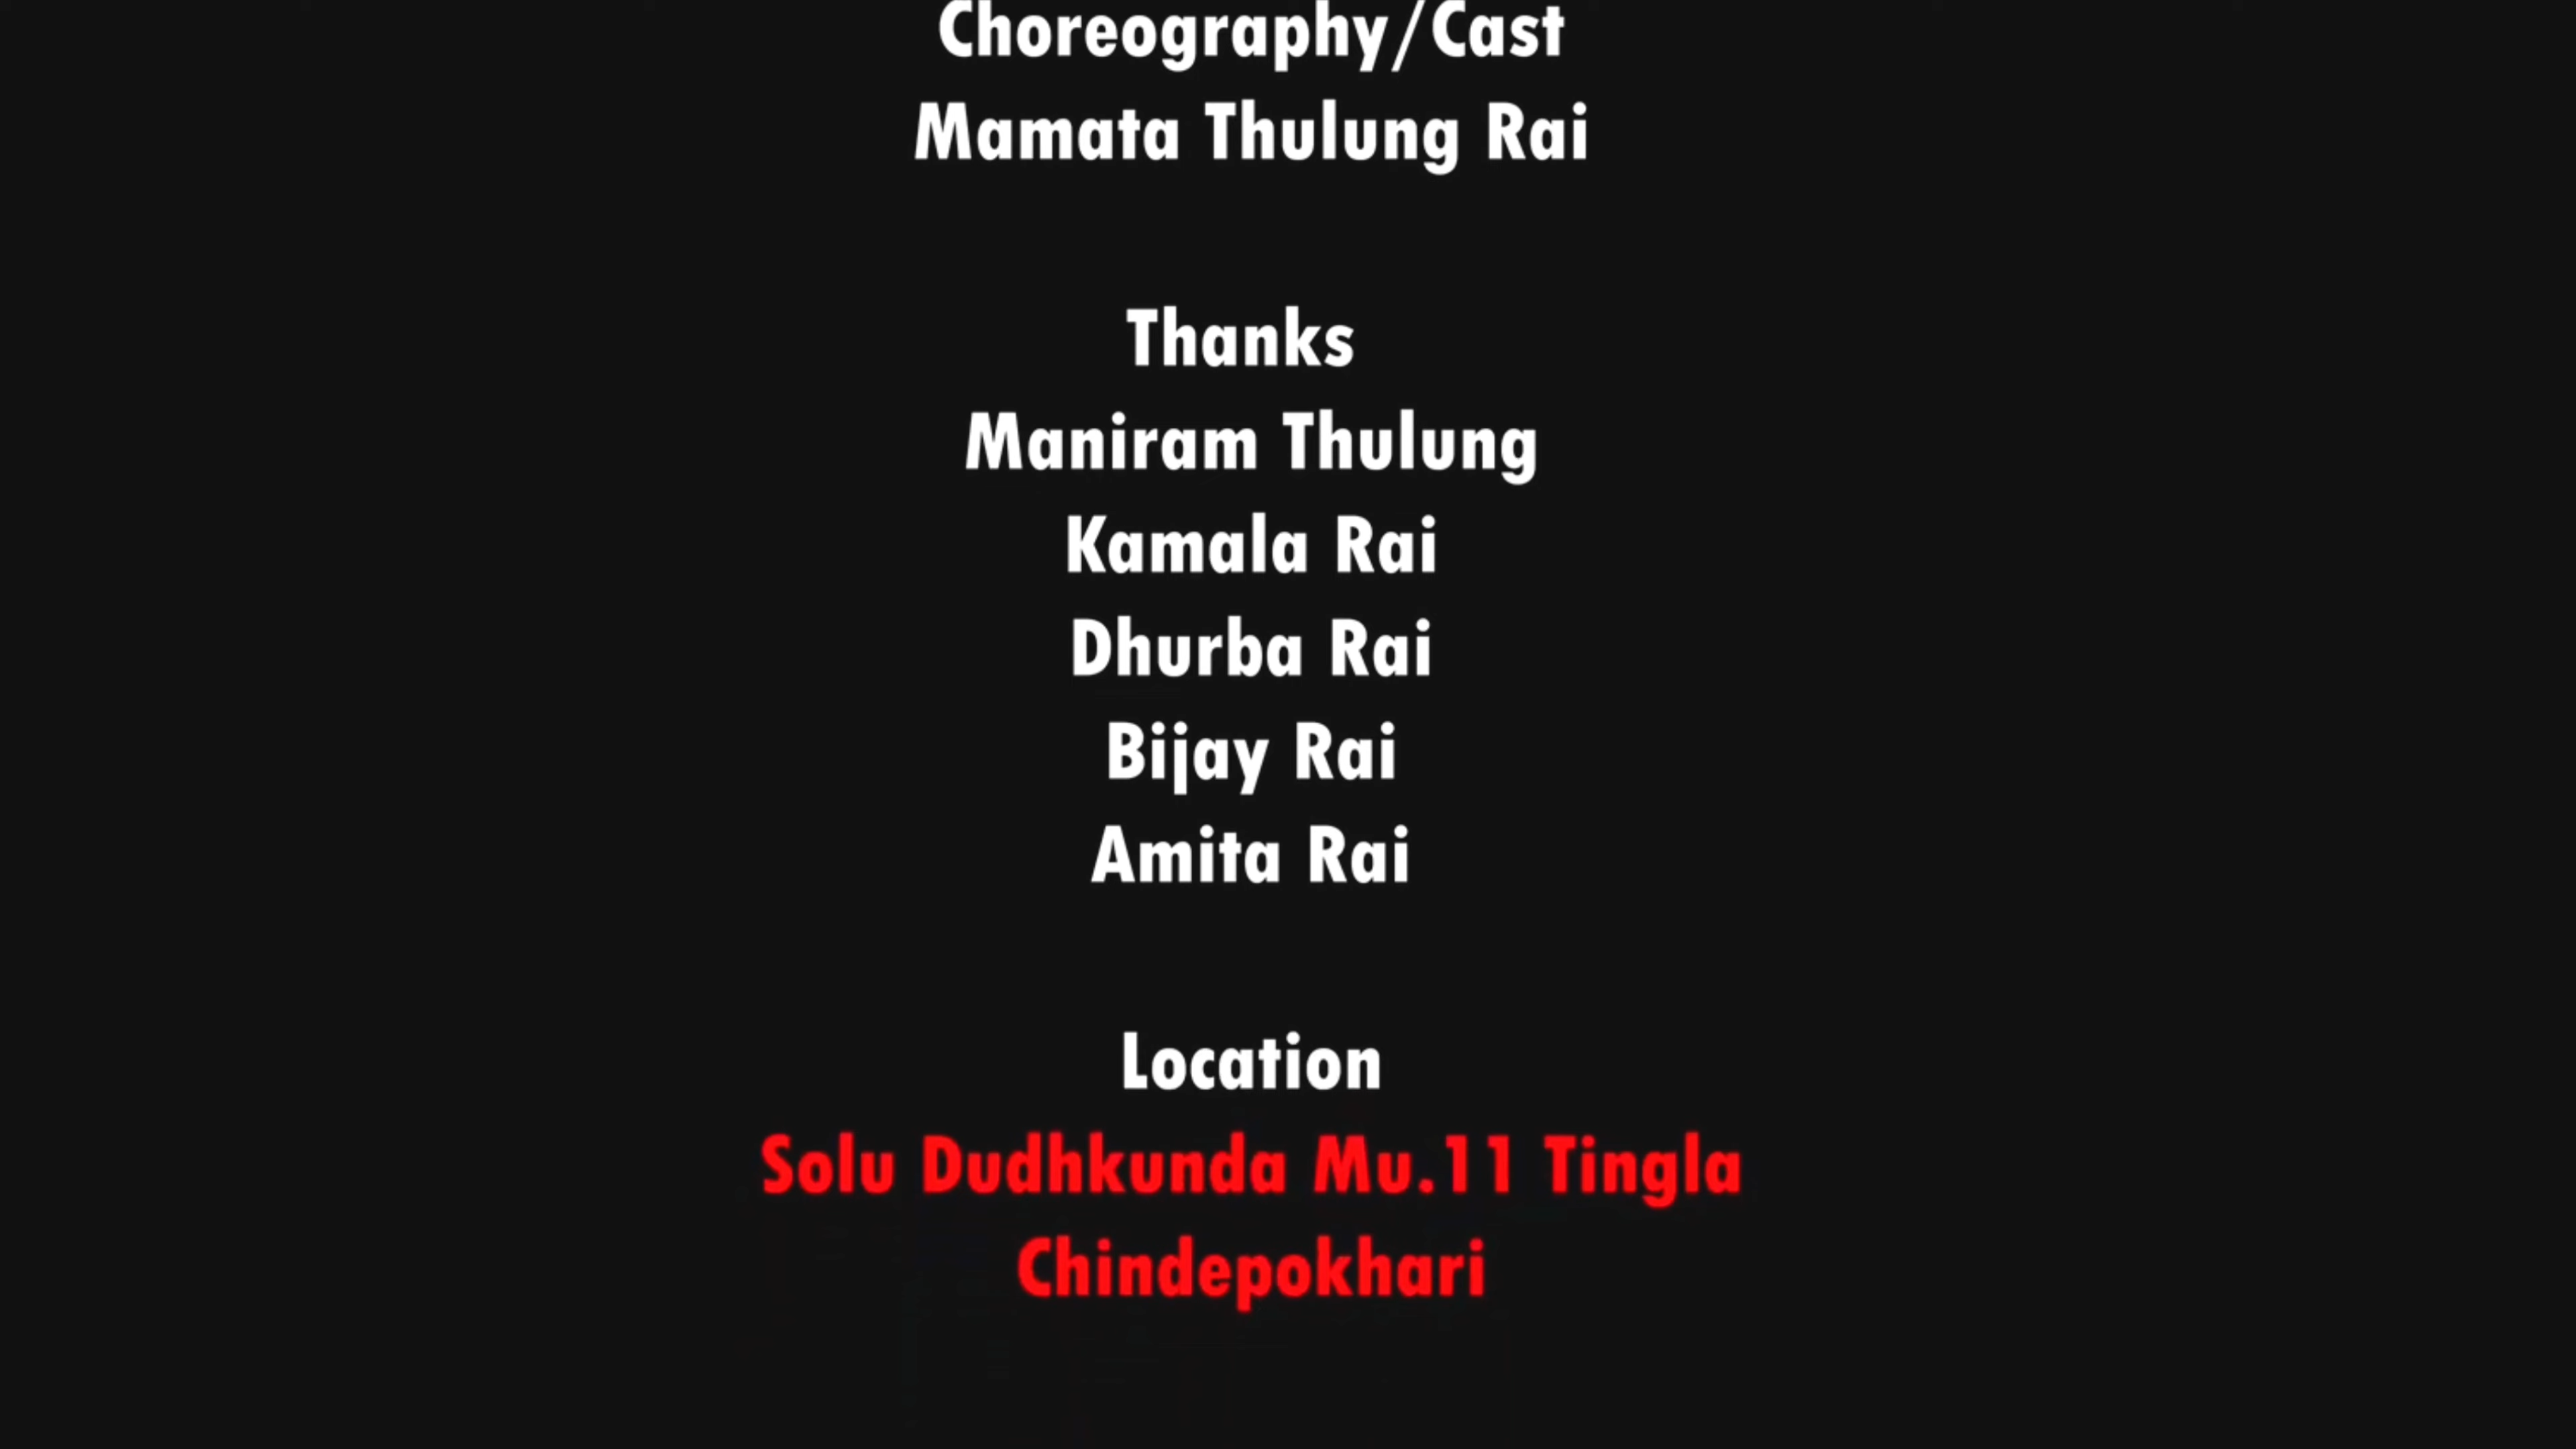 Choreography/Cast
Mamata Thulung Rai
Thanks
Maniram Thulung
Kamala Rai
Dhurba Rai
Bijay Rai
Amita Rai
Location
Solu Dudhkunda Mu.11 Tingla
Chindepokhari